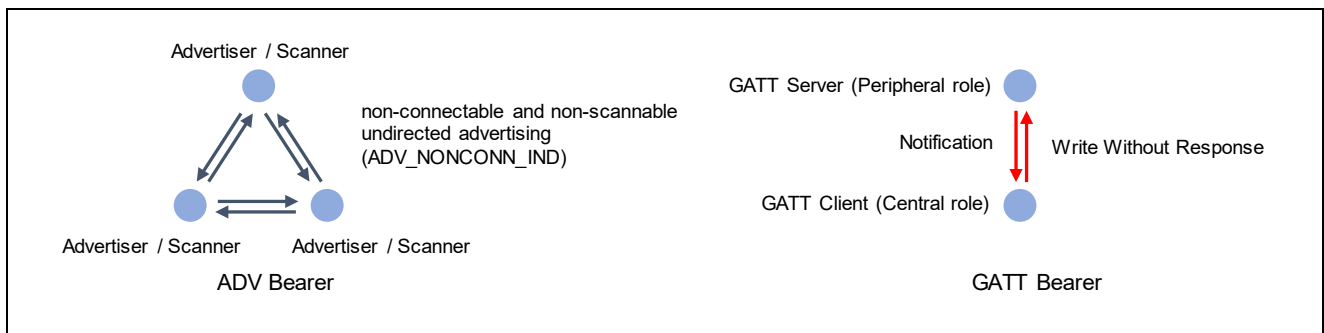 Advertiser / Scanner
non-connectable and non-scannable
undirected advertising
(ADV_NONCONN_IND)
Advertiser / Scanner
Advertiser / Scanner
ADV Bearer
GATT Server (Peripheral role)
Notification
Write Without Response
GATT Client (Central role)
GATT Bearer